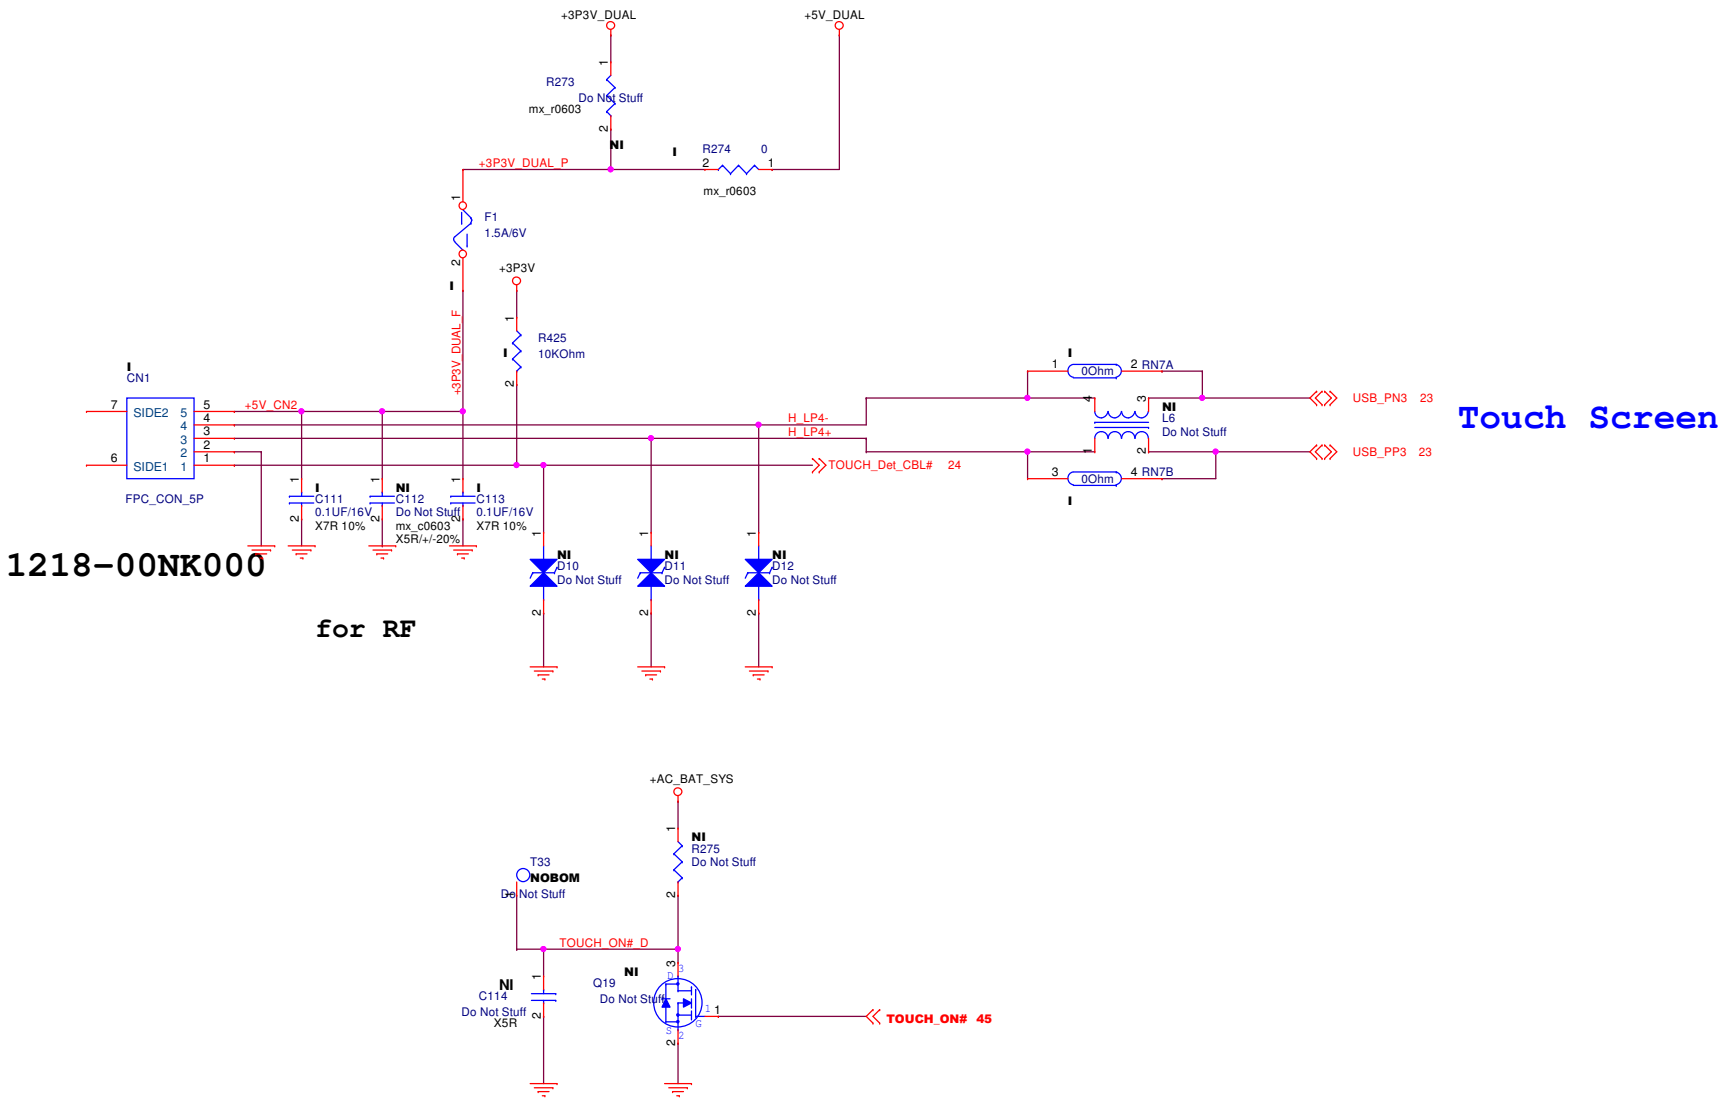 +3P3V_DUAL
+5V_DUAL
1
R273
Do Not Stuff
mx_r0603
2
NI
I
R274 0
+3P3V_DUAL_P
2 1
mx_r0603
1
F1
1.5A/6V
2
I
+3P3V
+3P3V_DUAL_F
1
R425
I
10KOhm
2
I
CN1
7 SIDE2 5 5
4 4
3 3
2 2
6 SIDE1 1 1
FPC_CON_5P
+5V_CN2
H_LP4-
H_LP4+
TOUCH_Det_CBL# 24
I
1 0Ohm 2 RN7A
4 3
NI
L6
Do Not Stuff
1 2
3 0Ohm 4 RN7B
I
USB_PN3 23
USB_PP3 23
Touch Screen
1
I
C111
0.1UF/16V
X7R 10%
2
1
NI
C112
Do Not Stuff
mx_c0603
X5R/+/-20%
2
1
I
C113
0.1UF/16V
X7R 10%
2
1218-00NK000
for RF
1
NI
D10
Do Not Stuff
2
1
NI
D11
Do Not Stuff
2
1
NI
D12
Do Not Stuff
2
+AC_BAT_SYS
1
NI
R275
Do Not Stuff
2
T33
NOBOM
Do Not Stuff
1
TOUCH_ON#_D
1
NI
C114
Do Not Stuff
X5R
2
NI
Q19
Do Not Stuff
3
3
D
1
1
G
S
2
2
TOUCH_ON# 45